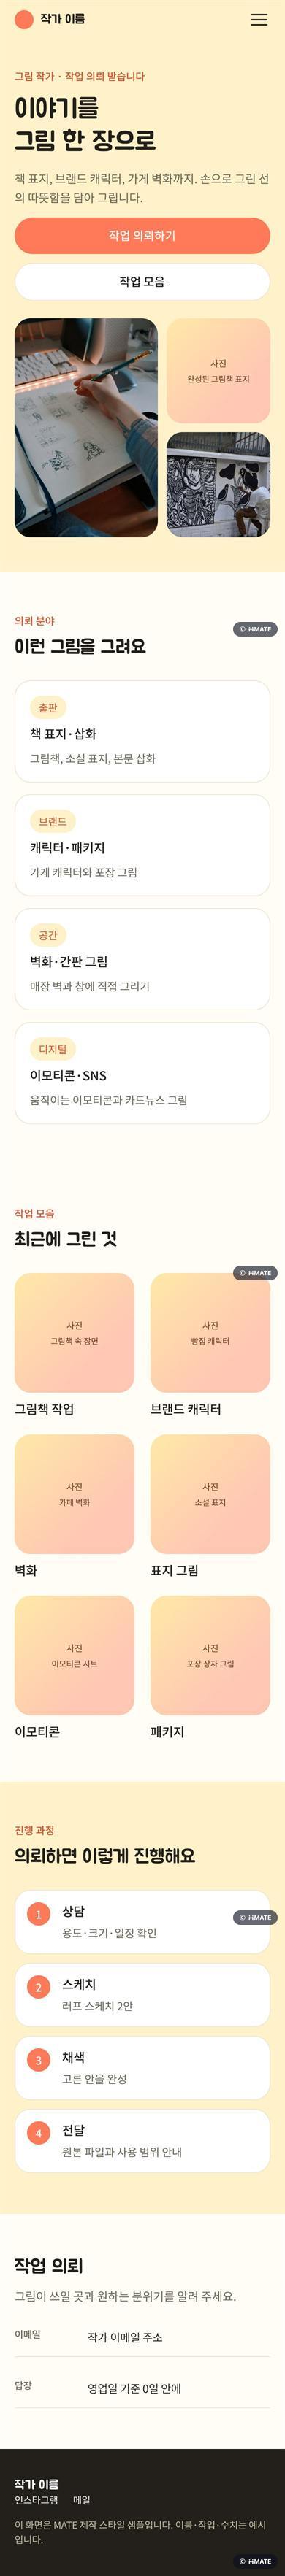 작가 이름
그림 작가 · 작업 의뢰 받습니다
이야기를
그림 한 장으로
책 표지, 브랜드 캐릭터, 가게 벽화까지. 손으로 그린 선
의 따뜻함을 담아 그립니다.
작업 의뢰하기
작업 모음
사진
완성된 그림책 표지
의뢰 분야
© MATE
이런 그림을 그려요
출판
책 표지·삽화
그림책, 소설 표지, 본문 삽화
브랜드
캐릭터·패키지
가게 캐릭터와 포장 그림
공간
벽화·간판 그림
매장 벽과 창에 직접 그리기
디지털
이모티콘·SNS
움직이는 이모티콘과 카드뉴스 그림
작업 모음
최근에 그린 것
© MATE
사진
그림책 속 장면
사진
빵집 캐릭터
그림책 작업
브랜드 캐릭터
사진
카페 벽화
사진
소설 표지
벽화
표지 그림
사진
이모티콘 시트
사진
포장 상자 그림
이모티콘
패키지
진행 과정
의뢰하면 이렇게 진행해요
1
상담
용도·크기·일정 확인
© MATE
2
스케치
러프 스케치 2안
3
채색
고른 안을 완성
4
전달
원본 파일과 사용 범위 안내
작업 의뢰
그림이 쓰일 곳과 원하는 분위기를 알려 주세요.
이메일 작가 이메일 주소
답장 영업일 기준 0일 안에
작가 이름
인스타그램 메일
이 화면은 MATE 제작 스타일 샘플입니다. 이름·작업·수치는 예시
입니다.
© MATE